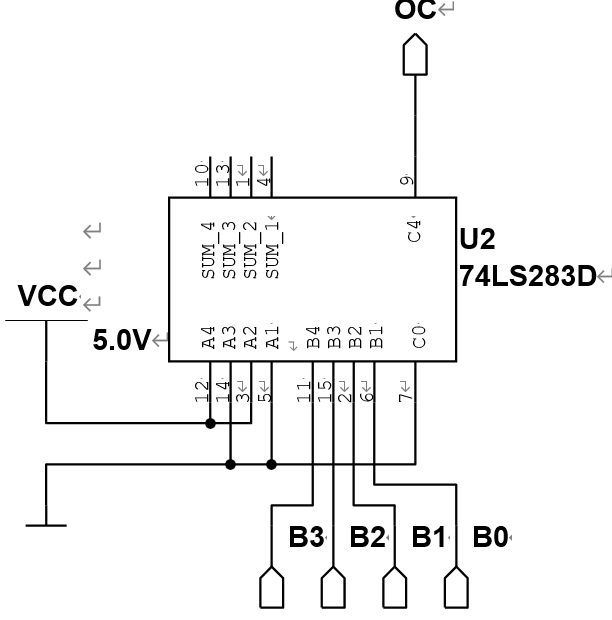 OC↵
10 13 1↵ 4↵ 9
SUM_4 SUM_3 SUM_2 SUM_1 C4
U2
74LS283D↵
↵
↵
VCC ↵
5.0V↵
A4 A3 A2 A1 ↵ B4 B3 B2 B1 C0
12 14 3↵ 5↵ 11 15 2↵ 6↵ 7↵
B3 B2 B1 B0